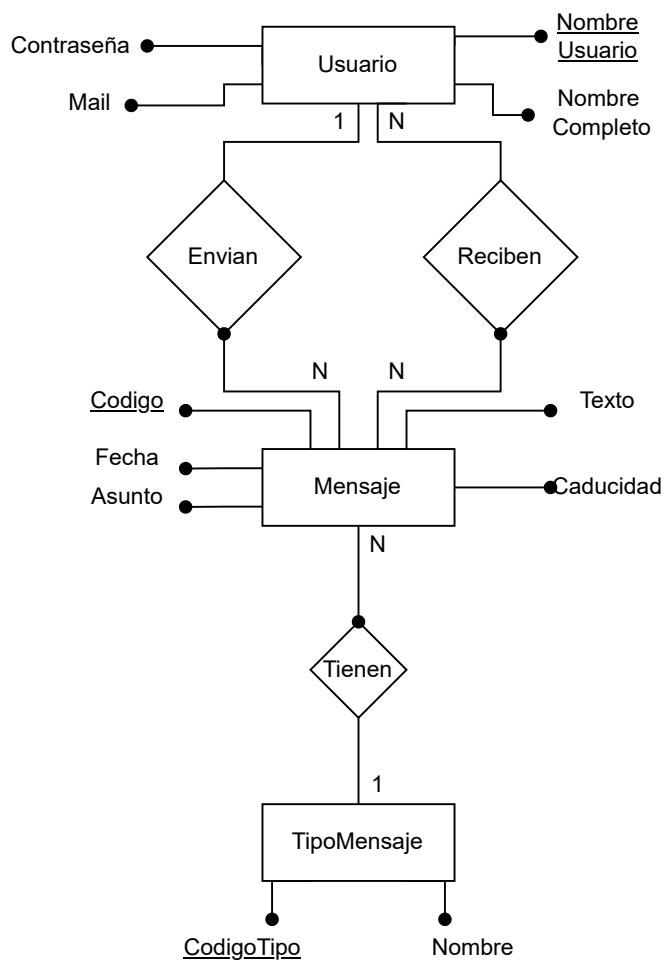 Contraseña
Nombre
Usuario
Usuario
Mail
Nombre
Completo
1
N
Envian
Reciben
N
N
Codigo
Texto
Fecha
Mensaje
Caducidad
Asunto
N
Tienen
1
TipoMensaje
CodigoTipo
Nombre